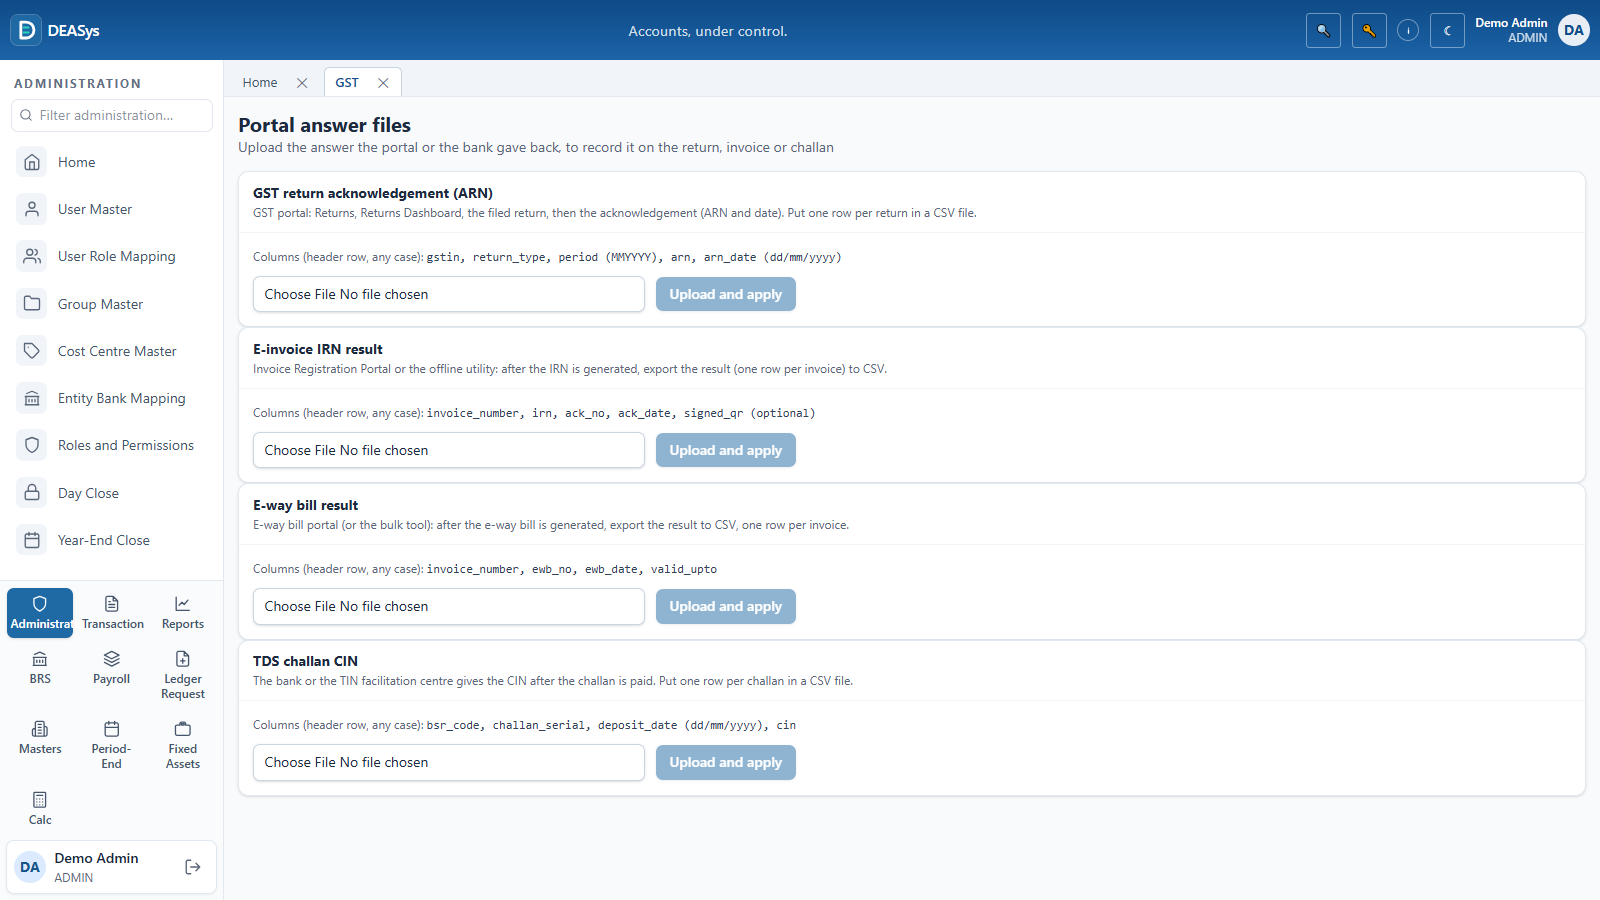 DEASys
Accounts, under control.
Demo Admin
ADMIN
DA
ADMINISTRATION
Filter administration...
Home
User Master
User Role Mapping
Group Master
Cost Centre Master
Entity Bank Mapping
Roles and Permissions
Day Close
Year-End Close
Administrat
Transaction
Reports
BRS
Payroll
Ledger
Request
Masters
Period-
End
Fixed
Assets
Calc
DA
Demo Admin
ADMIN
Home
GST
Portal answer files
Upload the answer the portal or the bank gave back, to record it on the return, invoice or challan
GST return acknowledgement (ARN)
GST portal: Returns, Returns Dashboard, the filed return, then the acknowledgement (ARN and date). Put one row per return in a CSV file.
Columns (header row, any case): gstin, return_type, period (MMYYYY), arn, arn_date (dd/mm/yyyy)
Choose File No file chosen
Upload and apply
E-invoice IRN result
Invoice Registration Portal or the offline utility: after the IRN is generated, export the result (one row per invoice) to CSV.
Columns (header row, any case): invoice_number, irn, ack_no, ack_date, signed_qr (optional)
Choose File No file chosen
Upload and apply
E-way bill result
E-way bill portal (or the bulk tool): after the e-way bill is generated, export the result to CSV, one row per invoice.
Columns (header row, any case): invoice_number, ewb_no, ewb_date, valid_upto
Choose File No file chosen
Upload and apply
TDS challan CIN
The bank or the TIN facilitation centre gives the CIN after the challan is paid. Put one row per challan in a CSV file.
Columns (header row, any case): bsr_code, challan_serial, deposit_date (dd/mm/yyyy), cin
Choose File No file chosen
Upload and apply